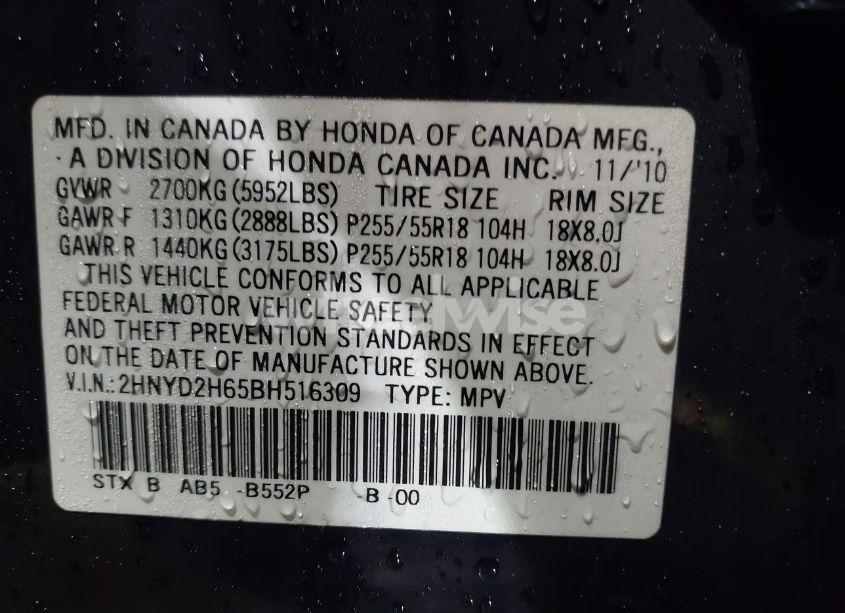 MFD. IN CANADA BY HONDA OF CANADA MFG.,
A DIVISION OF HONDA CANADA INC. 11/'10
GVWR 2700KG (5952LBS) TIRE SIZE RIM SIZE
GAWR F 1310KG (2888LBS) P255/55R18 104H 18X8.0J
GAWR R 1440KG (3175LBS) P255/55R18 104H 18X8.0J
THIS VEHICLE CONFORMS TO ALL APPLICABLE
FEDERAL MOTOR VEHICLE SAFETY
AND THEFT PREVENTION STANDARDS IN EFFECT
ON THE DATE OF MANUFACTURE SHOWN ABOVE.
V.I.N.: 2HNYD2H65BH516309 TYPE: MPV
STX B AB5 -B552P -B -00